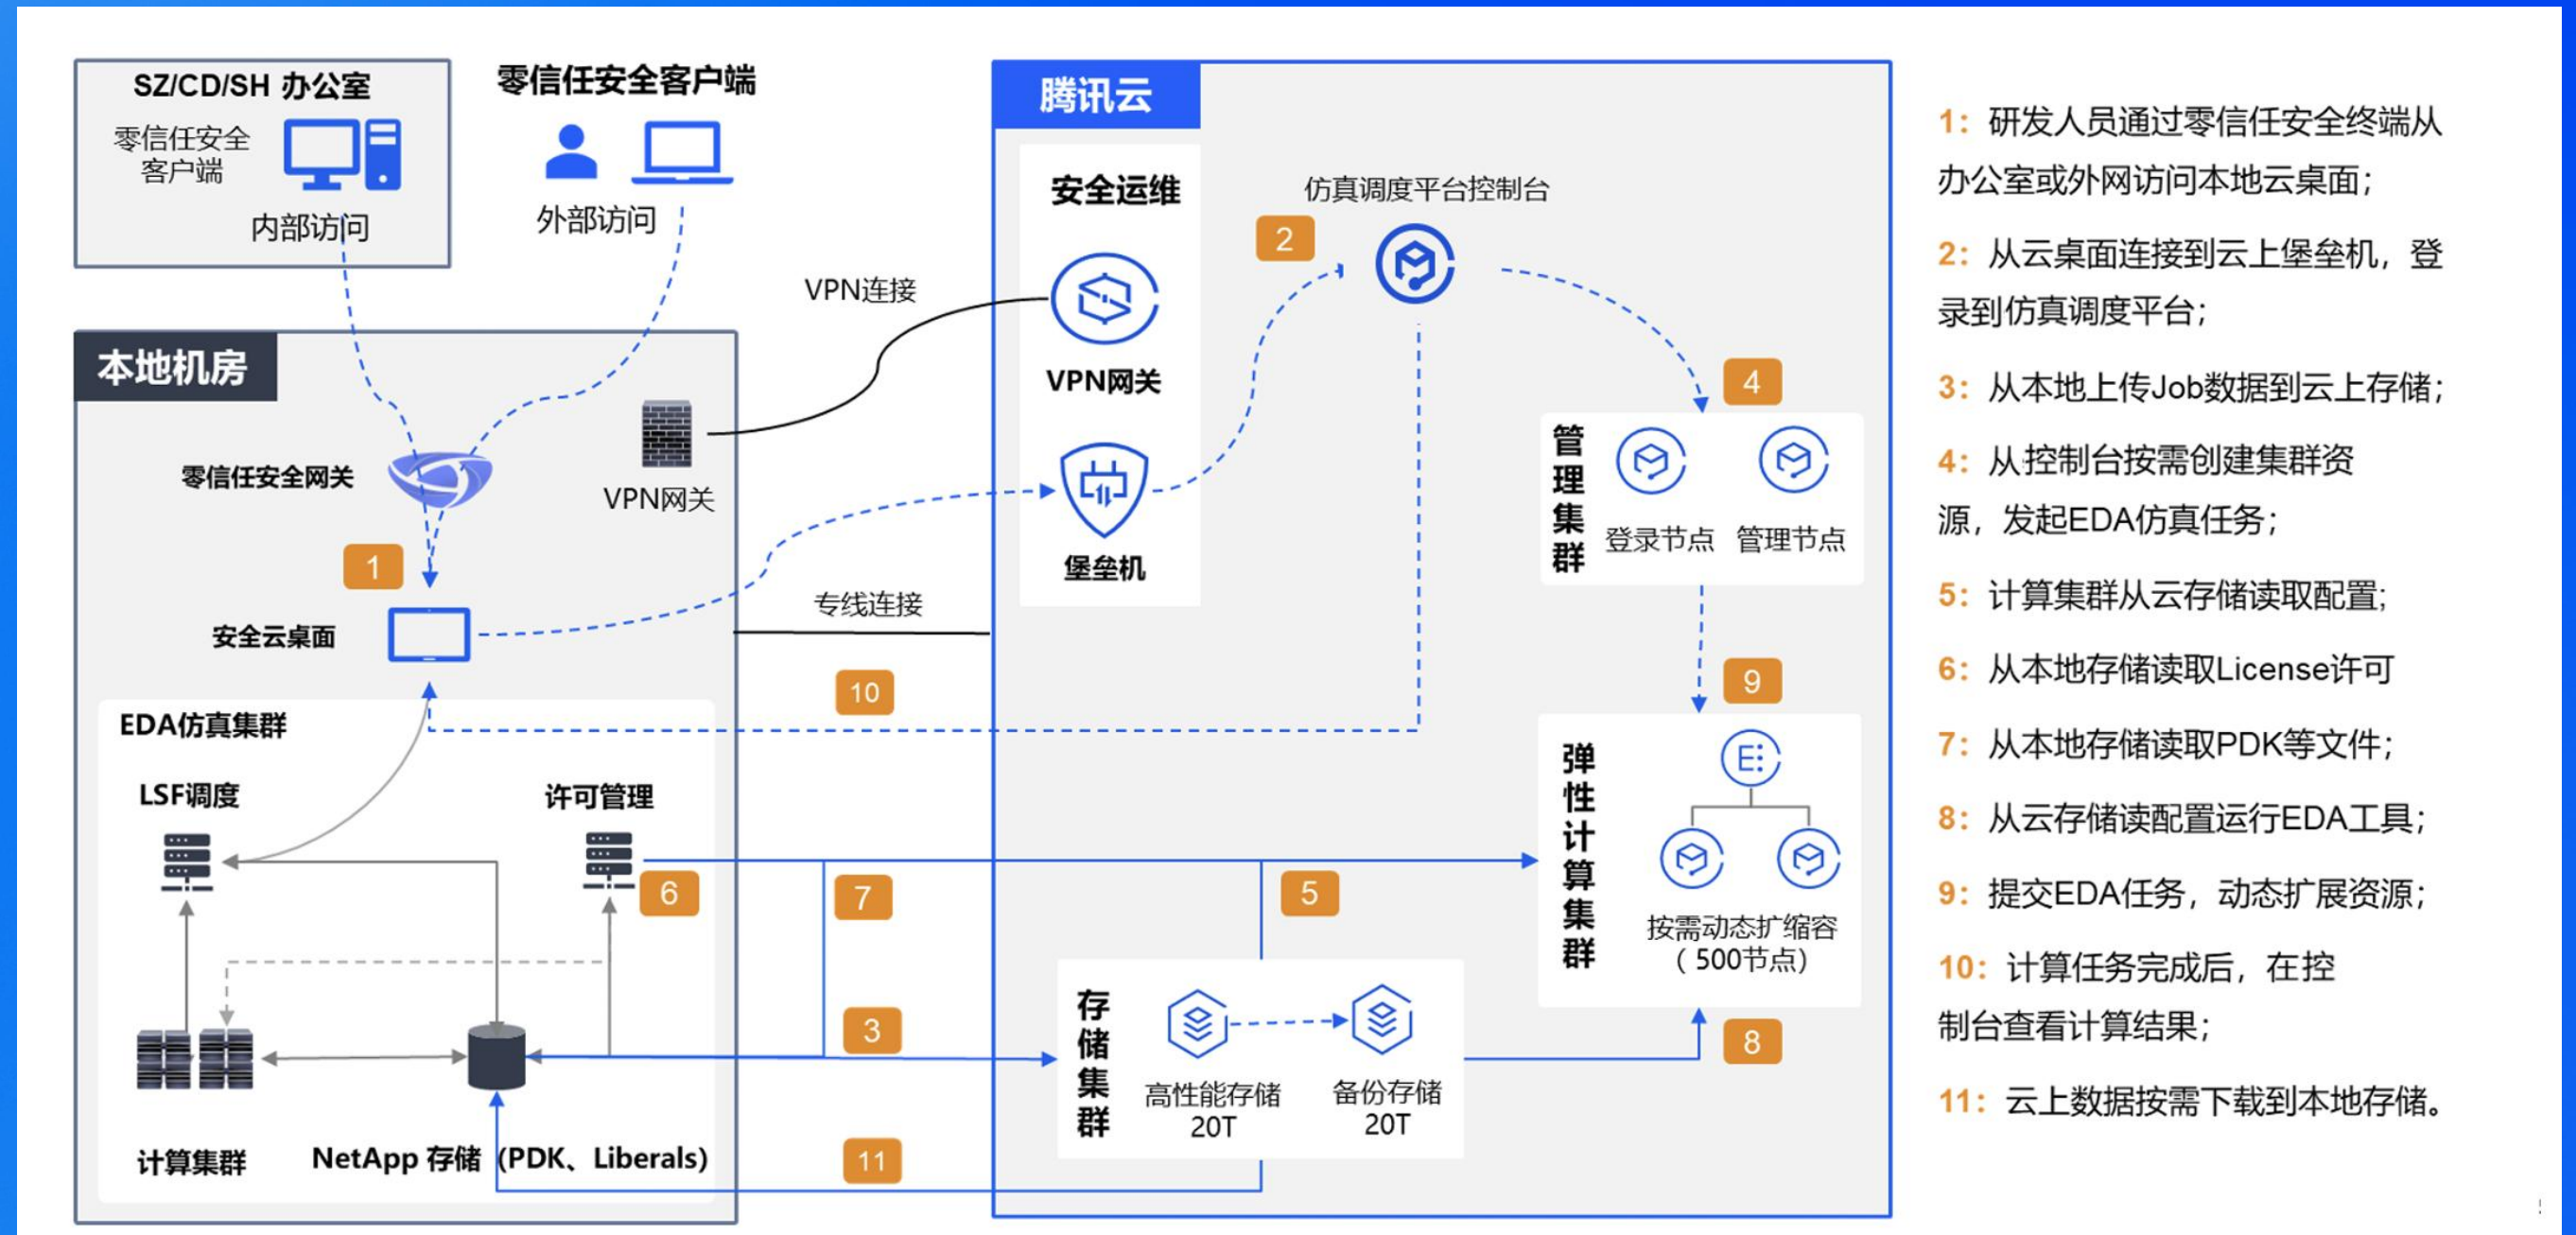 SZ/CD/SH 办公室
零信任安全
客户端
内部访问
零信任安全客户端
外部访问
本地机房
零信任安全网关
VPN网关
1
安全云桌面
VPN连接
专线连接
10
EDA仿真集群
LSF调度
许可管理
6
7
3
计算集群
NetApp 存储（PDK、Liberals）
11
腾讯云
安全运维
VPN网关
堡垒机
2
仿真调度平台控制台
4
管理集群
登录节点
管理节点
9
弹性计算集群
按需动态扩缩容
（ 500节点）
5
8
存储集群
高性能存储
20T
备份存储
20T
1：研发人员通过零信任安全终端从
办公室或外网访问本地云桌面；
2：从云桌面连接到云上堡垒机，登
录到仿真调度平台；
3：从本地上传Job数据到云上存储；
4：从控制台按需创建集群资
源，发起EDA仿真任务；
5：计算集群从云存储读取配置;
6：从本地存储读取License许可
7：从本地存储读取PDK等文件；
8：从云存储读配置运行EDA工具；
9：提交EDA任务，动态扩展资源；
10：计算任务完成后，在控
制台查看计算结果；
11：云上数据按需下载到本地存储。